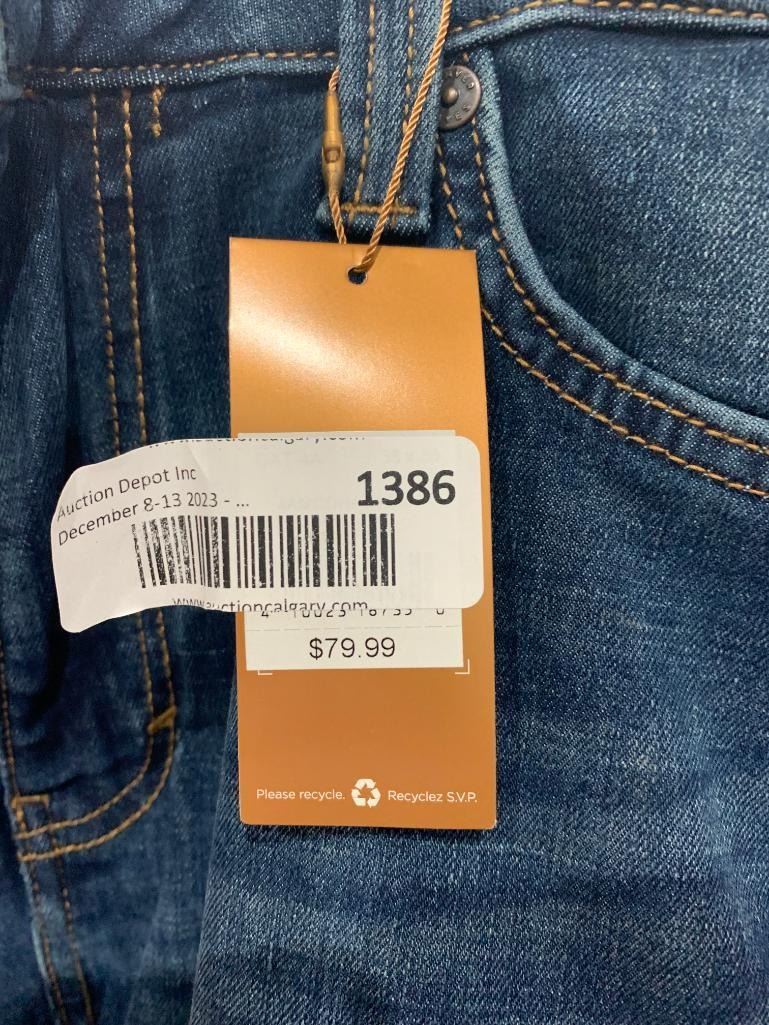 Auction Depot Inc
1386
December 8-13 2023 - ...
www.auctioncalgary.com
$79.99
Please recycle. Recyclez S.V.P.